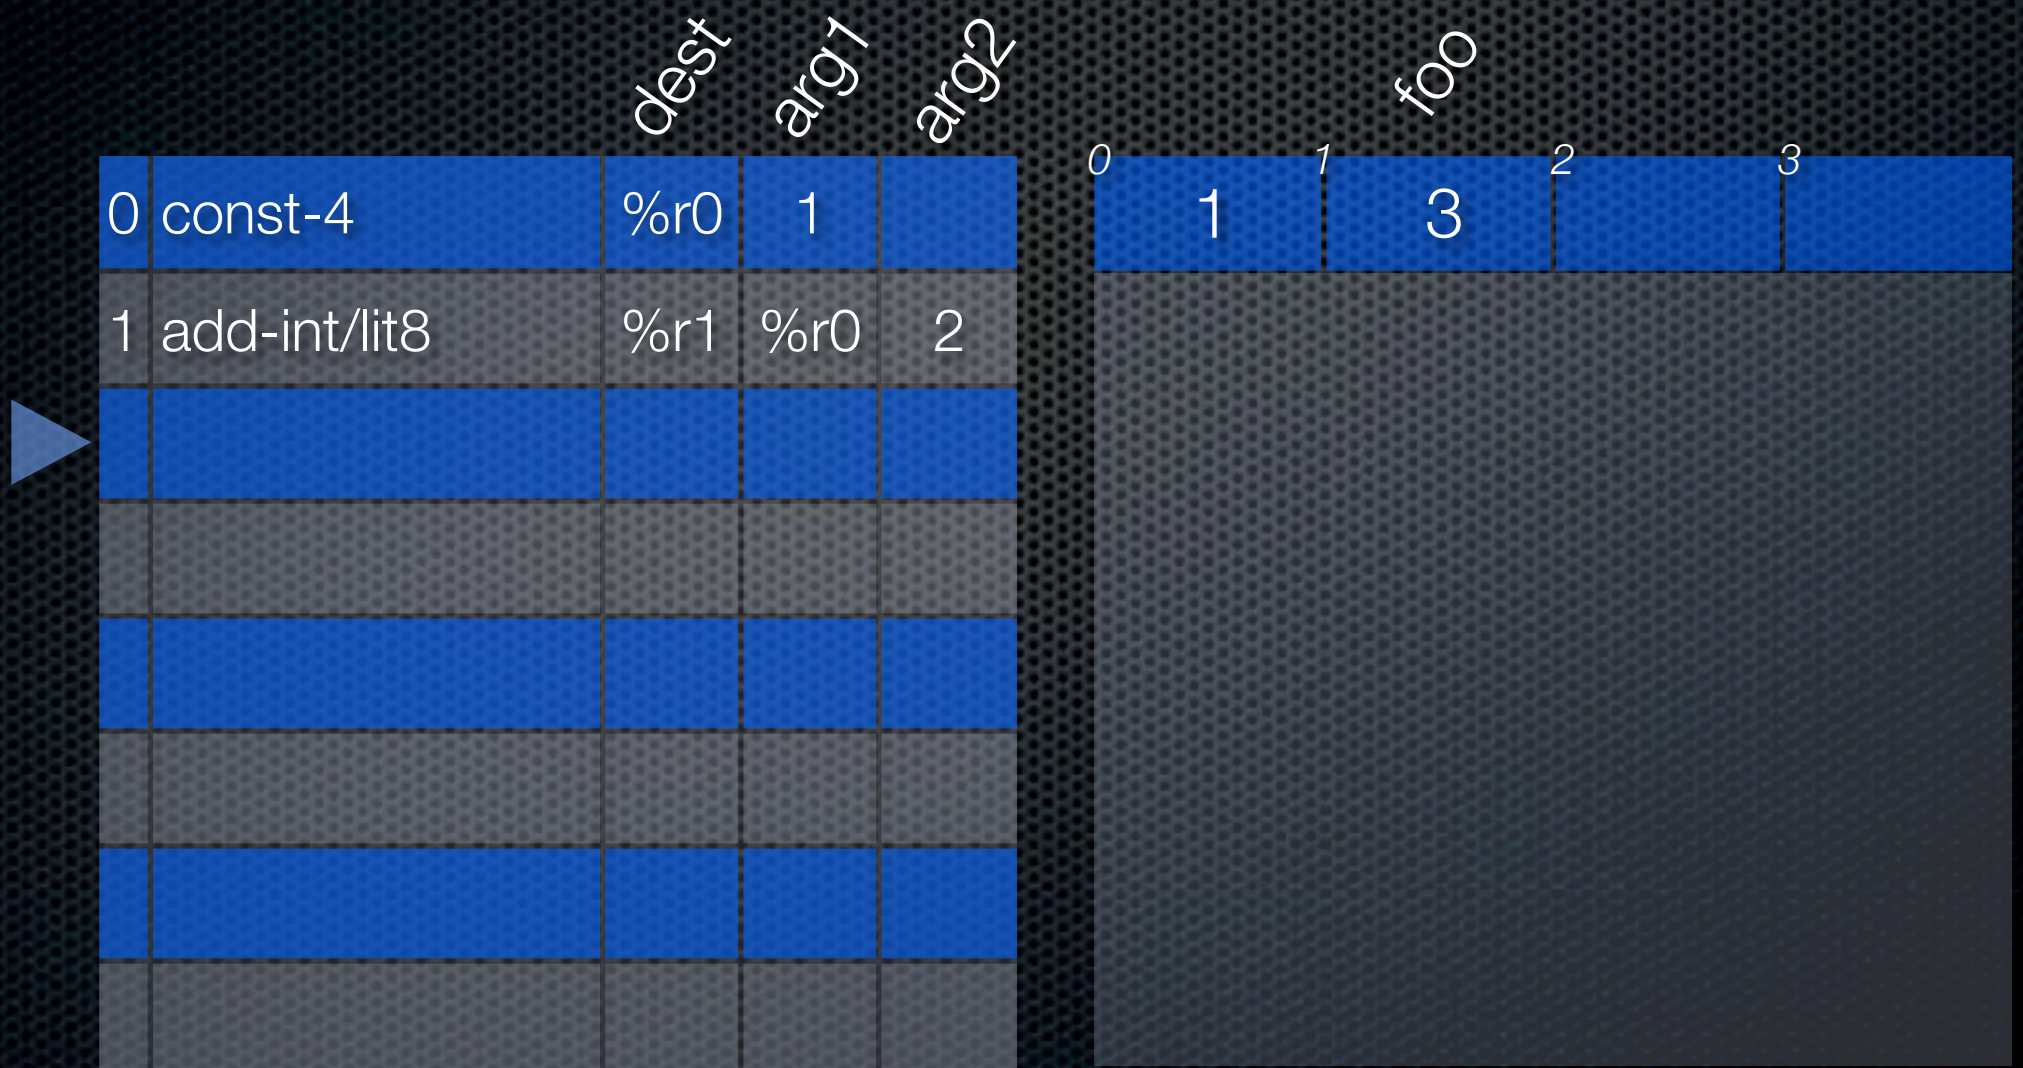 dest arg1 arg2 foo
0 1 2 3
0 const-4 %r0 1 1 3
1 add-int/lit8 %r1 %r0 2